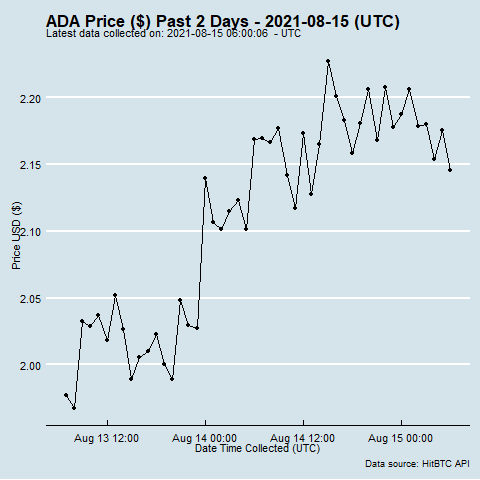 ADA Price ($) Past 2 Days - 2021-08-15 (UTC)
Latest data collected on: 2021-08-15 06:00:06 - UTC
Price USD ($)
2.20
2.15
2.10
2.05
2.00
Aug 13 12:00 Aug 14 00:00 Aug 14 12:00 Aug 15 00:00
Date Time Collected (UTC)
Data source: HitBTC API